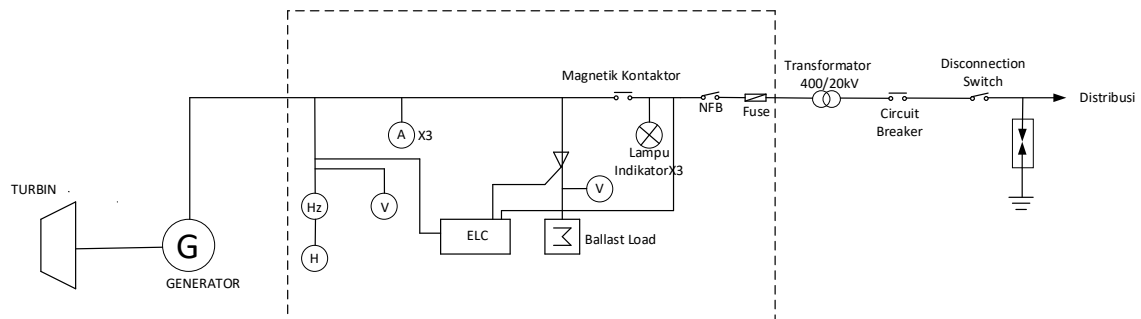 Magnetik Kontaktor
Transformator
400/20kV
Disconnection
Switch
NFB
Fuse
Circuit
Breaker
Distribusi
A
X3
Lampu
IndikatorX3
TURBIN
Hz
V
V
ELC
Ballast Load
H
G
GENERATOR